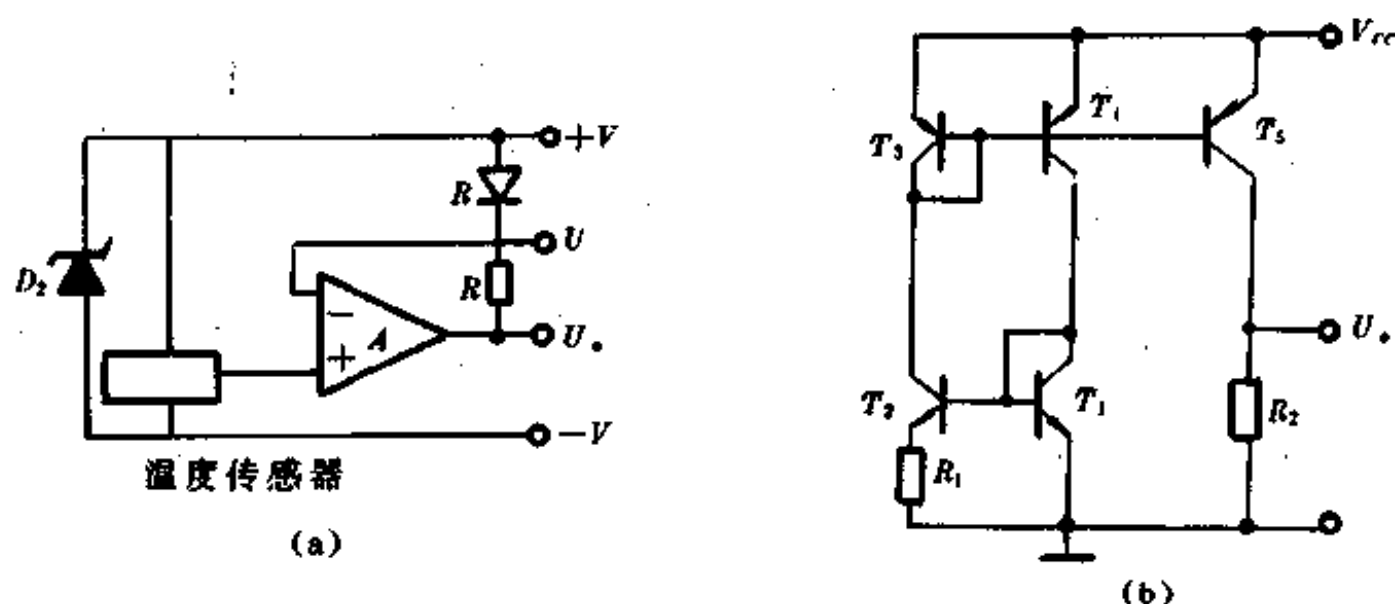 +V
R
U
D₂
R
− A
+
U.
−V
温度传感器
(a)
Vcc
T₃
T₄
T₅
T₂
T₁
U.
R₁
R₂
(b)